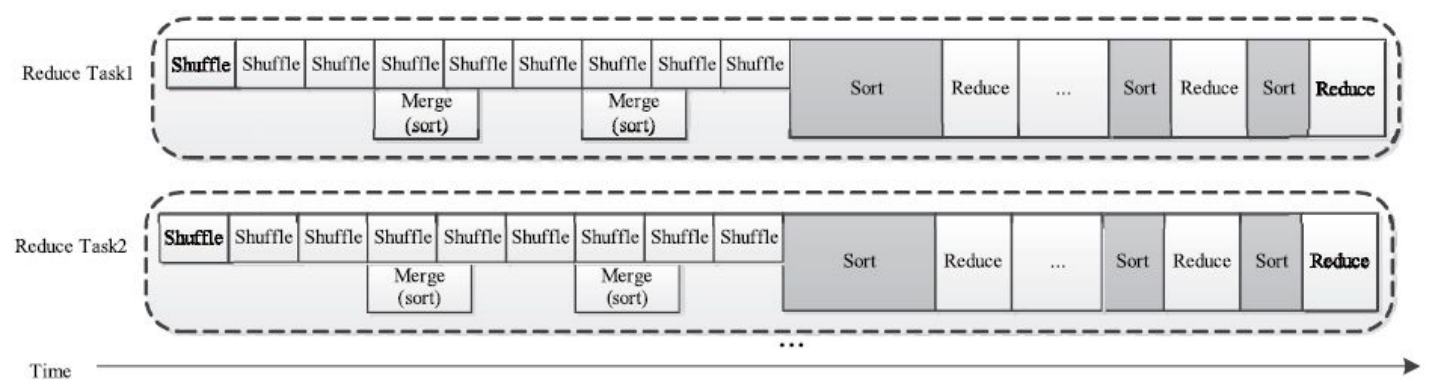 Reduce Task1
Shuffle Shuffle Shuffle Shuffle Shuffle Shuffle Shuffle Shuffle Shuffle Sort Reduce ... Sort Reduce Sort Reduce
Merge Merge
(sort) (sort)
Reduce Task2
Shuffle Shuffle Shuffle Shuffle Shuffle Shuffle Shuffle Shuffle Shuffle Sort Reduce ... Sort Reduce Sort Reduce
Merge Merge
(sort) (sort)
...
Time